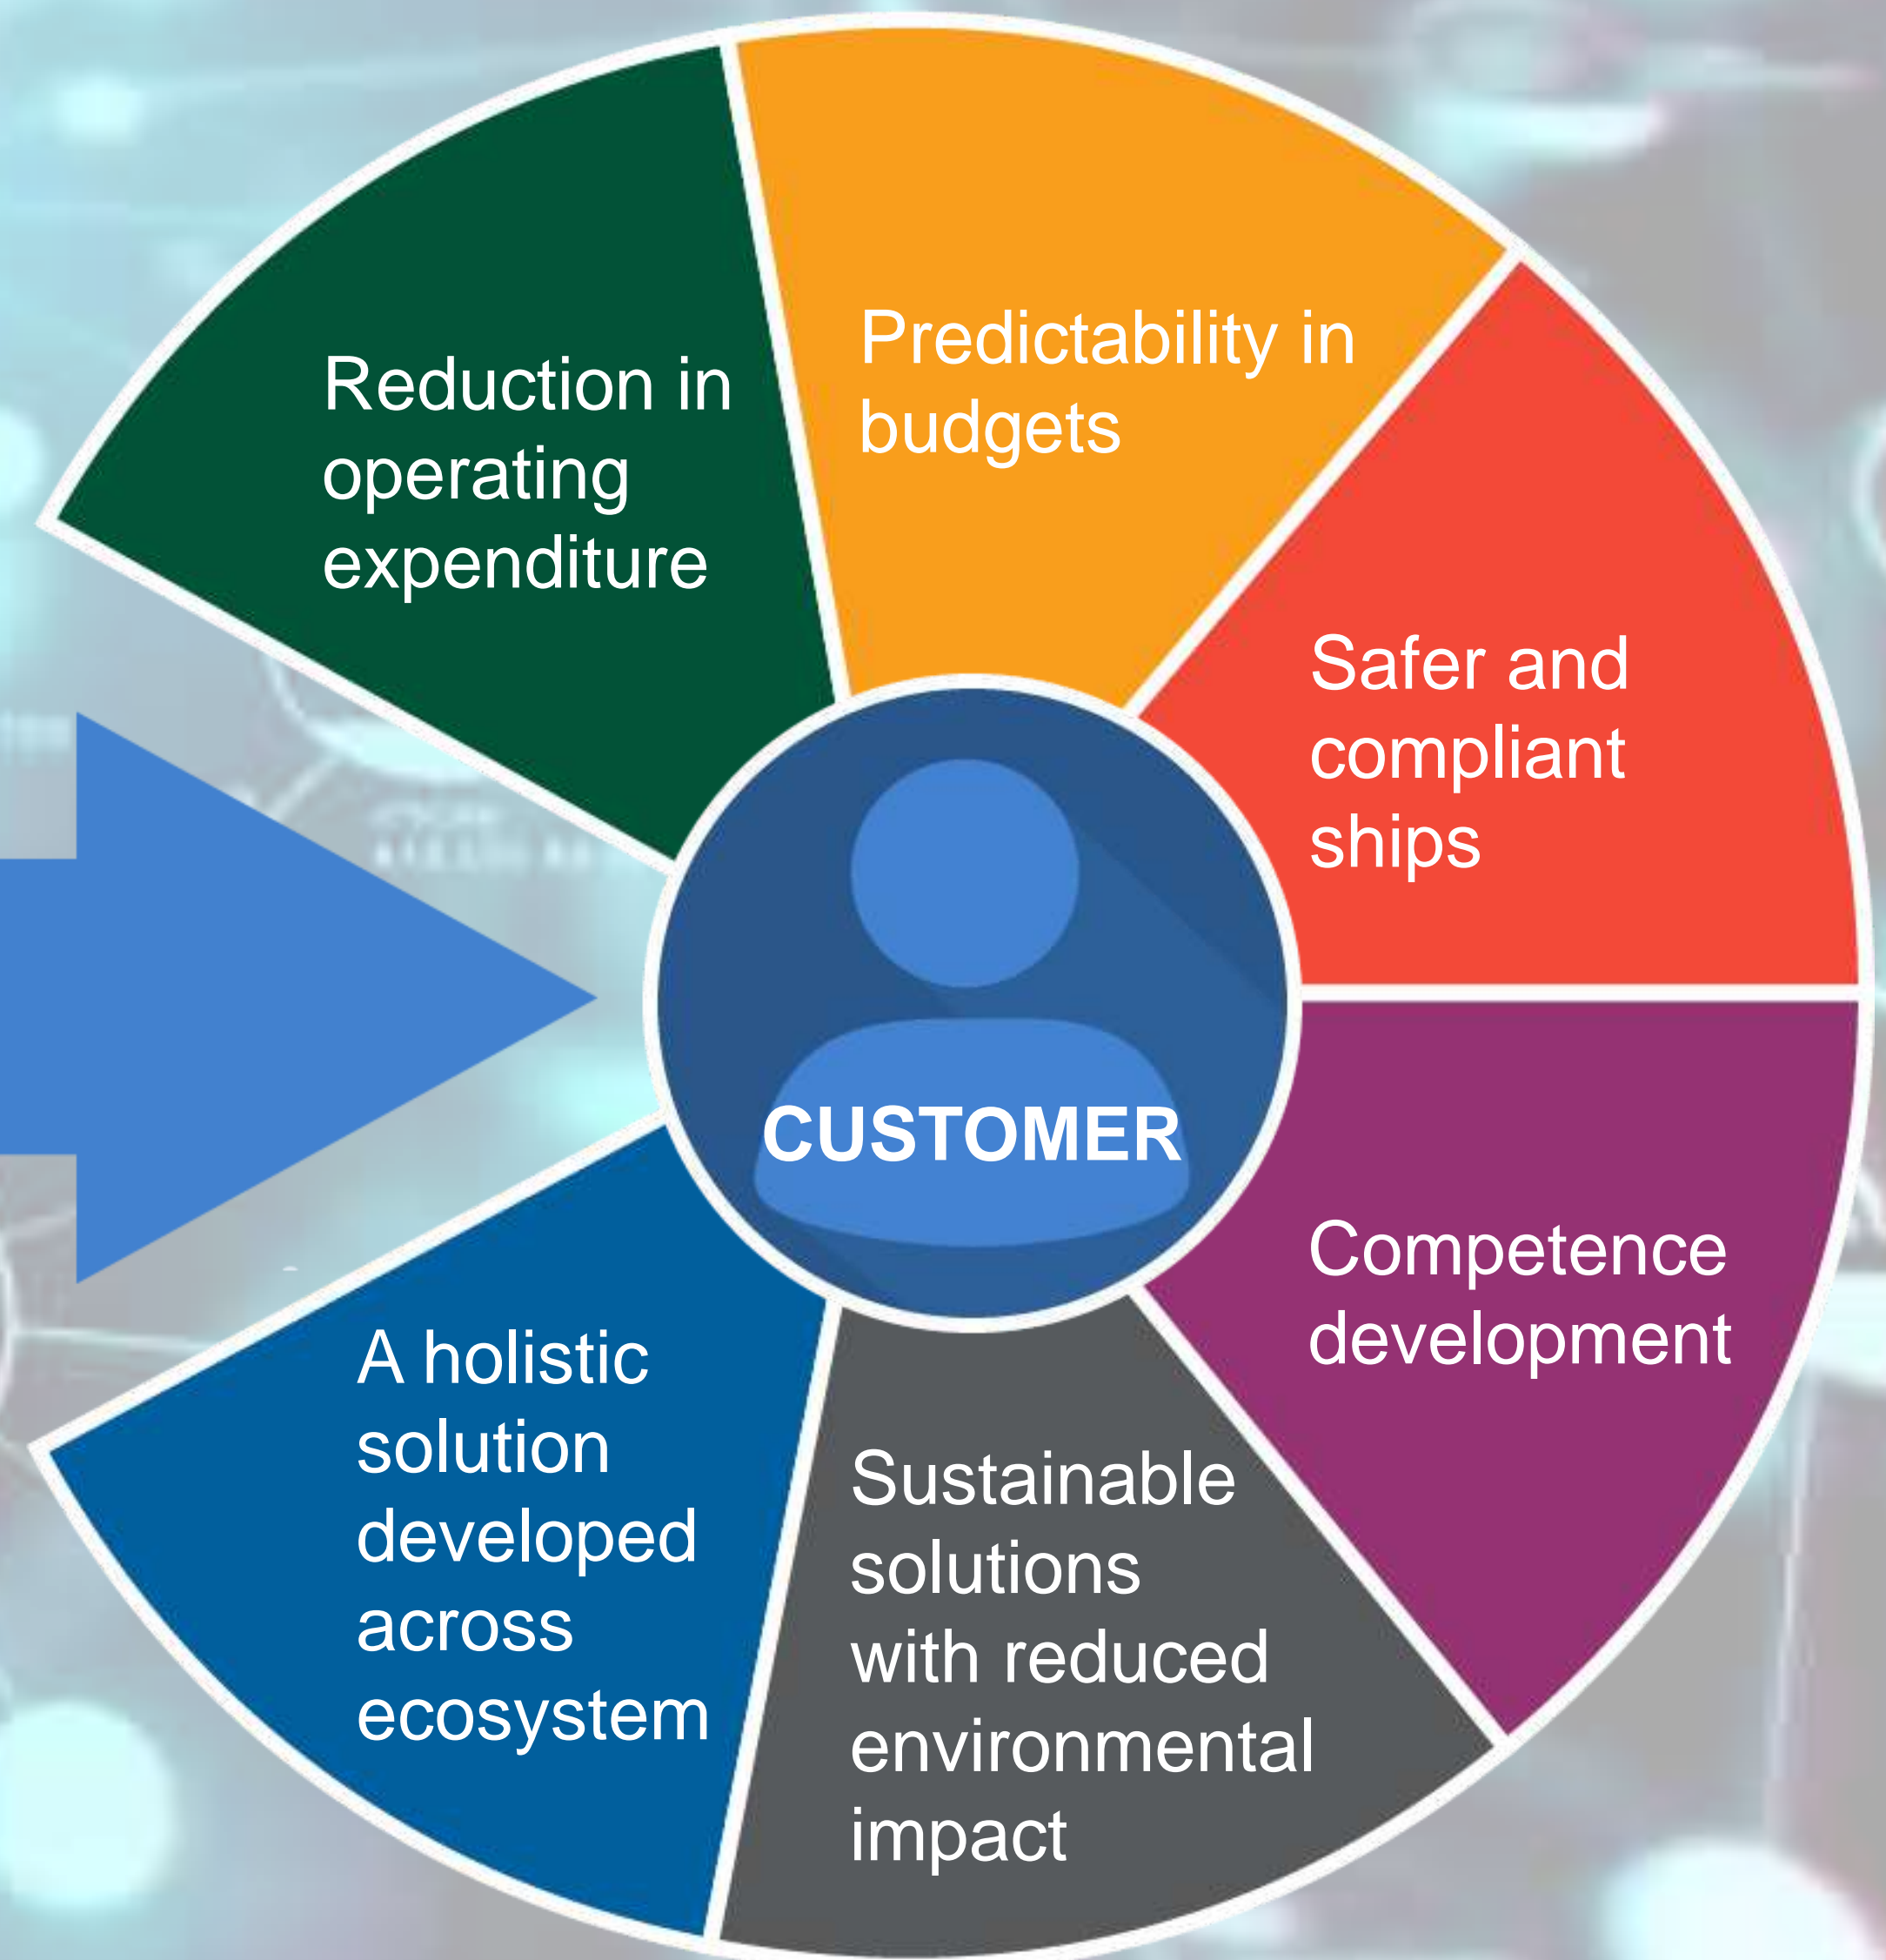 Reduction in
operating
expenditure
Predictability in
budgets
Safer and
compliant
ships
CUSTOMER
Competence
development
A holistic
solution
developed
across
ecosystem
Sustainable
solutions
with reduced
environmental
impact